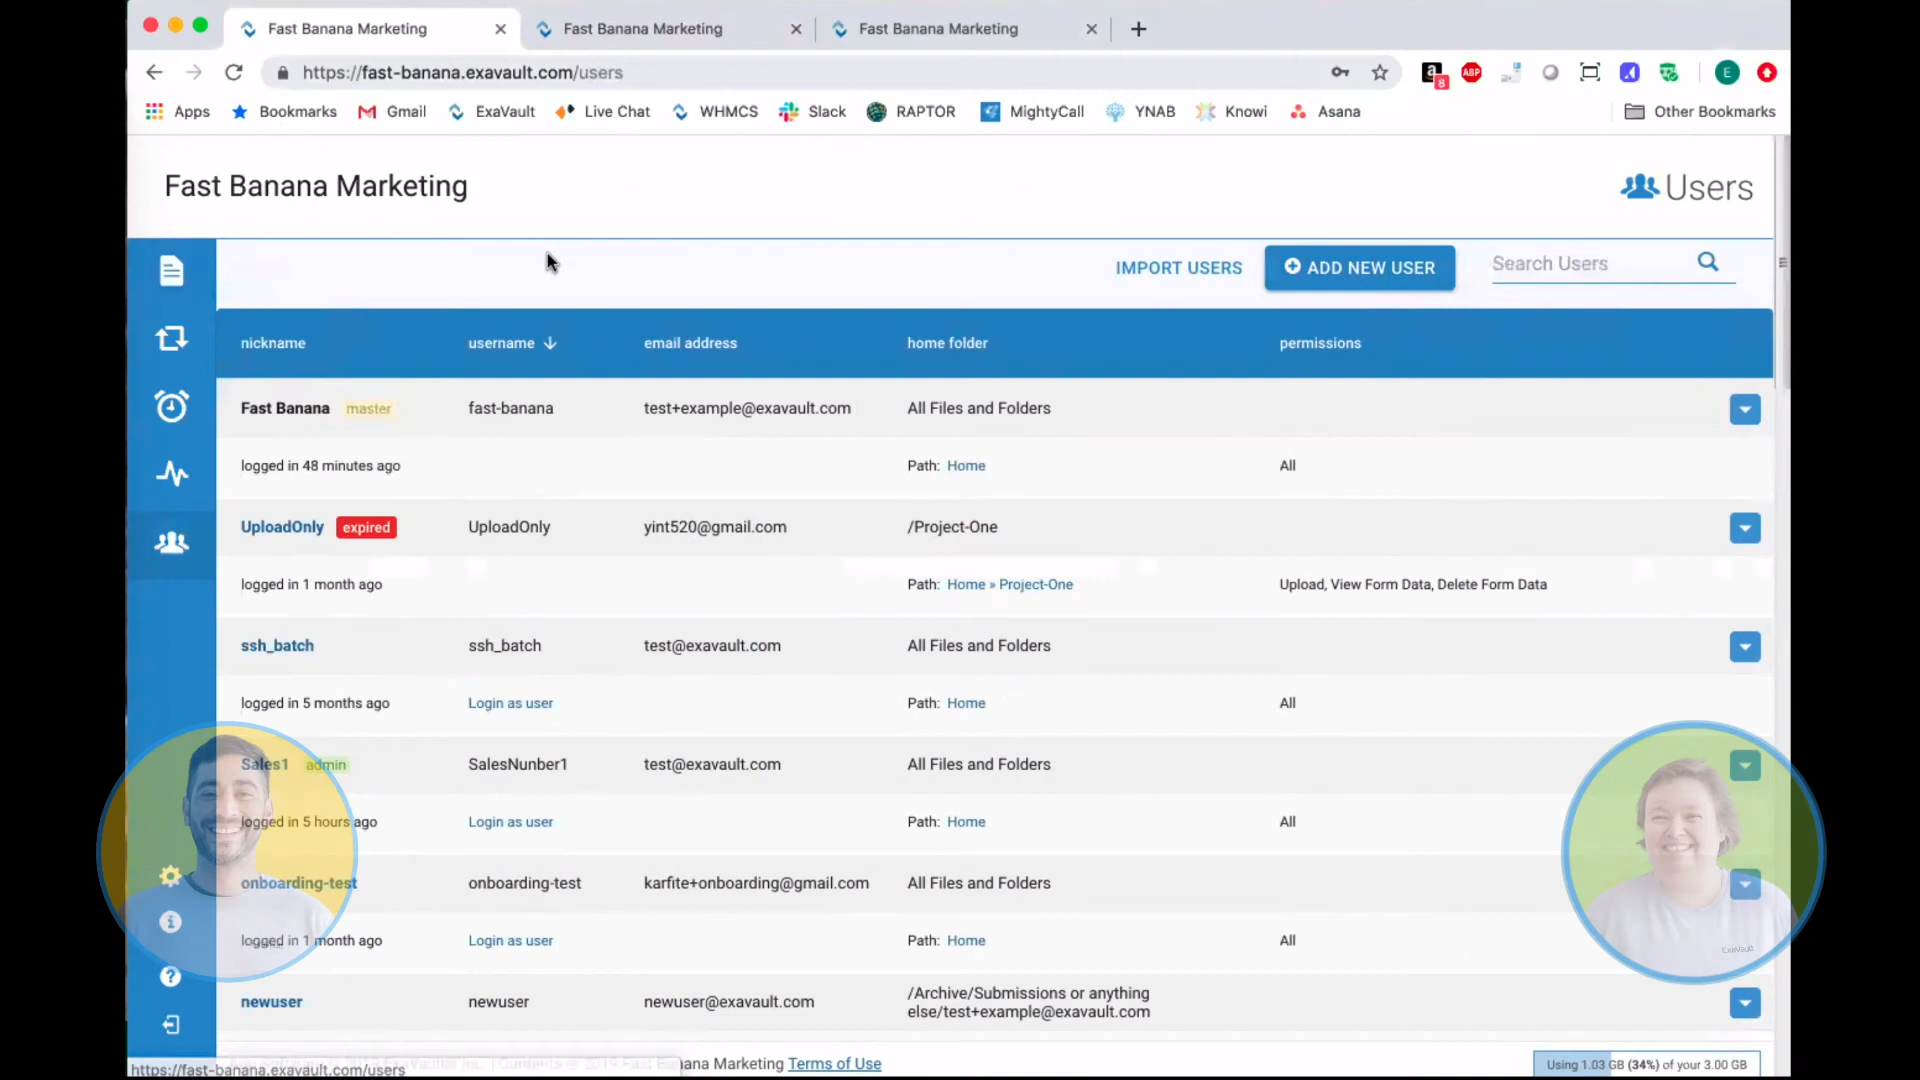 Fast Banana Marketing
Fast Banana Marketing
Fast Banana Marketing
https://fast-banana.exavault.com/users
a 8 ABP E
Apps Bookmarks Gmail ExaVault Live Chat WHMCS Slack RAPTOR MightyCall YNAB Knowi Asana Other Bookmarks
Fast Banana Marketing
Users
IMPORT USERS ADD NEW USER Search Users
nickname username email address home folder permissions
Fast Banana master fast-banana test+example@exavault.com All Files and Folders
logged in 48 minutes ago Path: Home All
UploadOnly expired UploadOnly yint520@gmail.com /Project-One
logged in 1 month ago Path: Home » Project-One Upload, View Form Data, Delete Form Data
ssh_batch ssh_batch test@exavault.com All Files and Folders
logged in 5 months ago Login as user Path: Home All
Sales1 admin SalesNunber1 test@exavault.com All Files and Folders
logged in 5 hours ago Login as user Path: Home All
onboarding-test onboarding-test karfite+onboarding@gmail.com All Files and Folders
logged in 1 month ago Login as user Path: Home All
ExaVault
newuser newuser newuser@exavault.com /Archive/Submissions or anything
else/test+example@exavault.com
Marketing Terms of Use
Using 1.03 GB (34%) of your 3.00 GB
https://fast-banana.exavault.com/users